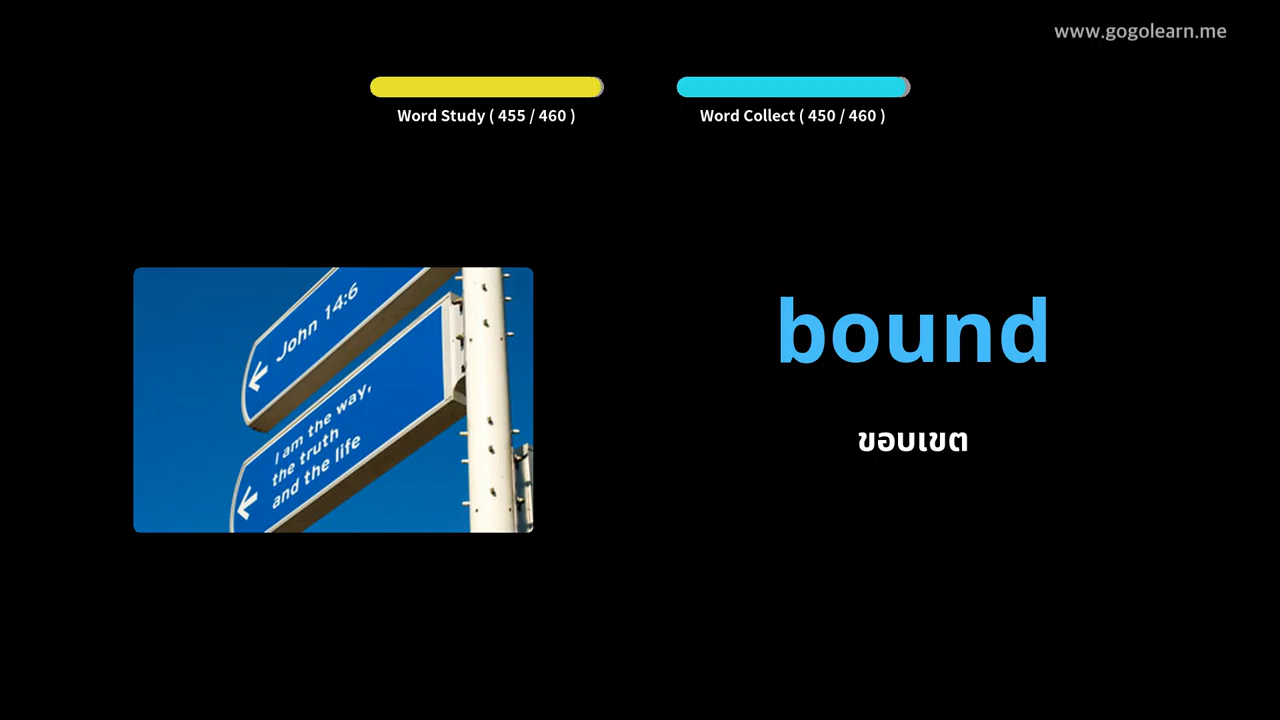 www.gogolearn.me
Word Study ( 455 / 460 )
Word Collect ( 450 / 460 )
John 14:6
I am the way,
the truth
and the life
bound
ขอบเขต